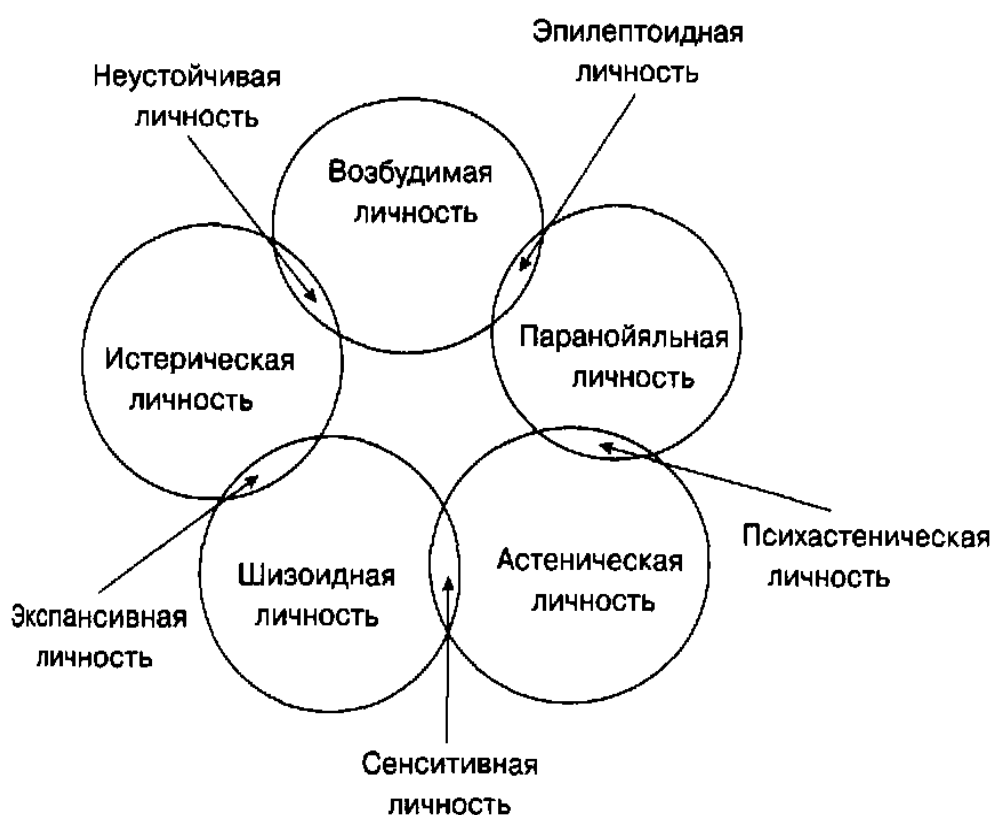 Эпилептоидная
личность
Неустойчивая
личность
Возбудимая
личность
Паранойяльная
личность
Истерическая
личность
Психастеническая
личность
Астеническая
личность
Шизоидная
личность
Экспансивная
личность
Сенситивная
личность